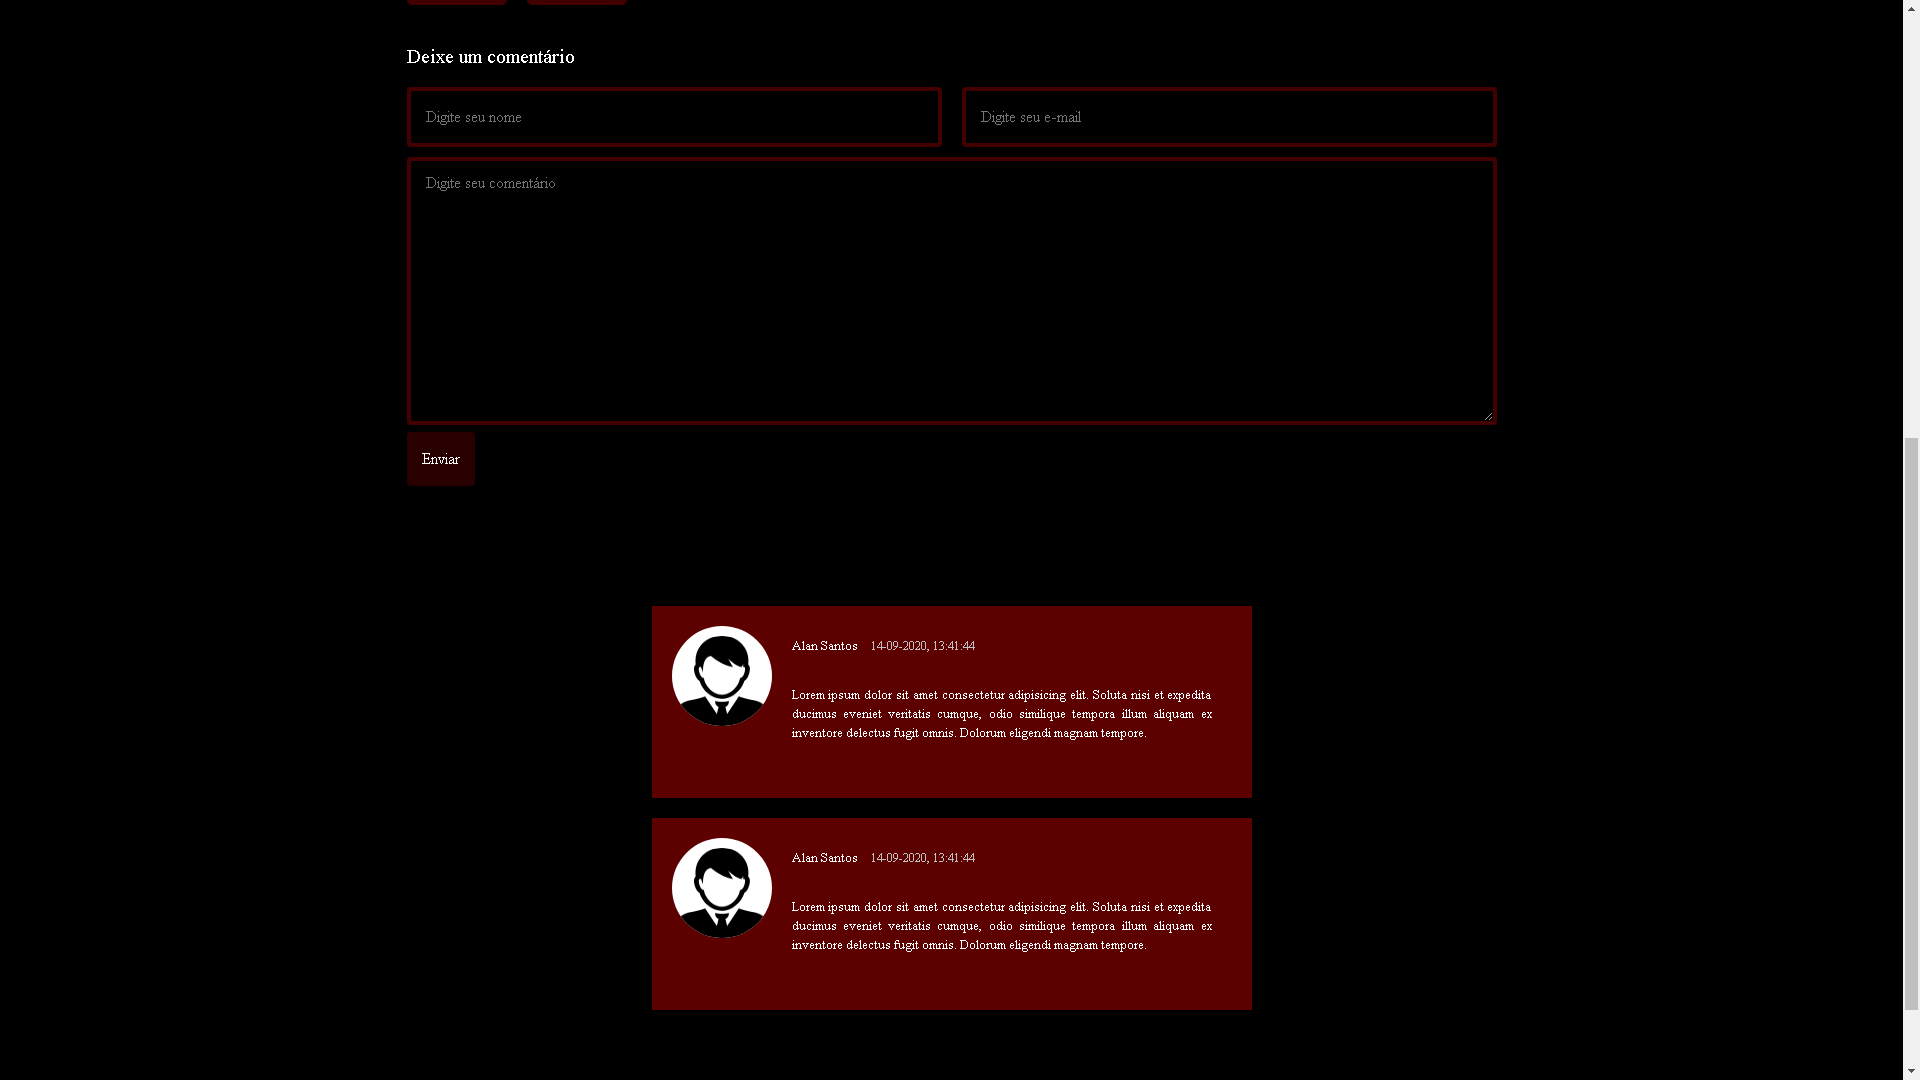 Deixe um comentário
Digite seu nome
Digite seu e-mail
Digite seu comentário
Enviar
Alan Santos 14-09-2020, 13:41:44
Lorem ipsum dolor sit amet consectetur adipisicing elit. Soluta nisi et expedita
ducimus eveniet veritatis cumque, odio similique tempora illum aliquam ex
inventore delectus fugit omnis. Dolorum eligendi magnam tempore.
Alan Santos 14-09-2020, 13:41:44
Lorem ipsum dolor sit amet consectetur adipisicing elit. Soluta nisi et expedita
ducimus eveniet veritatis cumque, odio similique tempora illum aliquam ex
inventore delectus fugit omnis. Dolorum eligendi magnam tempore.